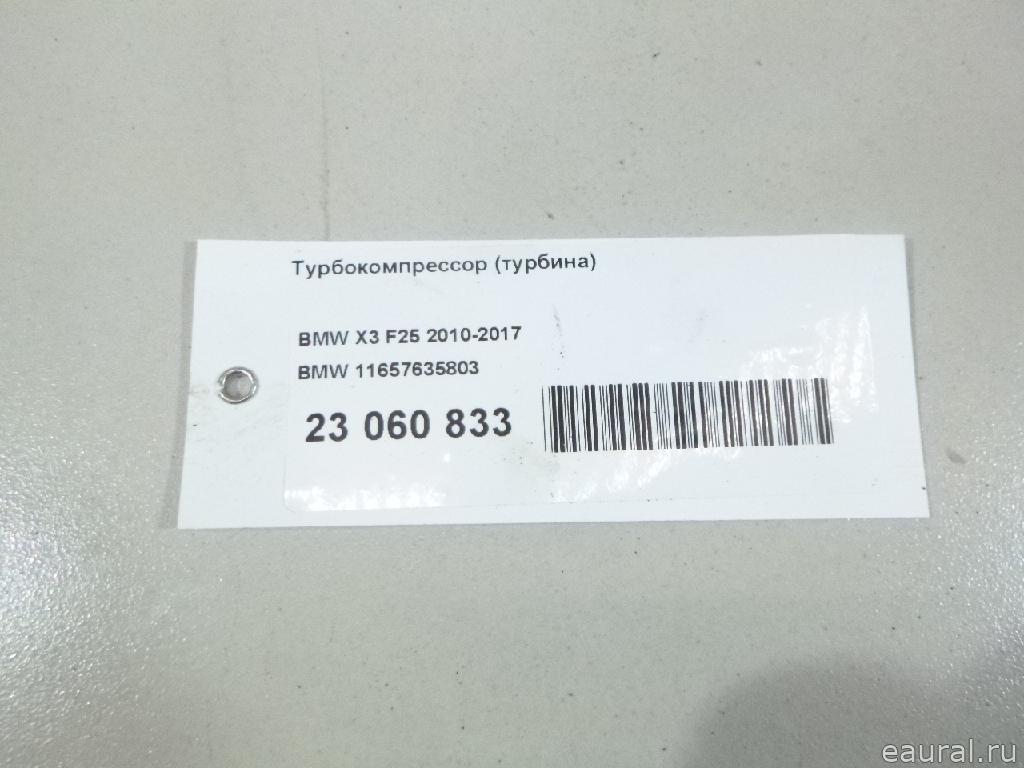 Турбокомпрессор (турбина)
BMW X3 F25 2010-2017
BMW 11657635803
23 060 833
eaural.ru